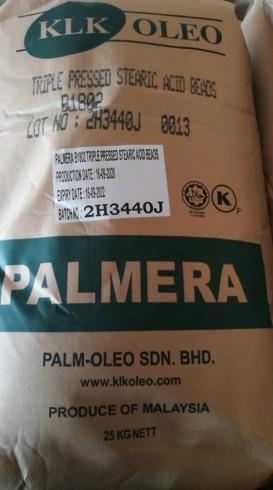 KLK OLEO
TRIPLE PRESSED STEARIC ACID BEADS
B1802
LOT NO : 2H3440J 0013
PALMERA B1802 TRIPLE PRESSED STEARIC ACID BEADS
PRODUCTION DATE : 16-09-2020
EXPIRY DATE : 16-09-2022
BATCH NO : 2H3440J
K
P
PALMERA
PALM-OLEO SDN. BHD.
www.klkoleo.com
PRODUCE OF MALAYSIA
25 KG NETT